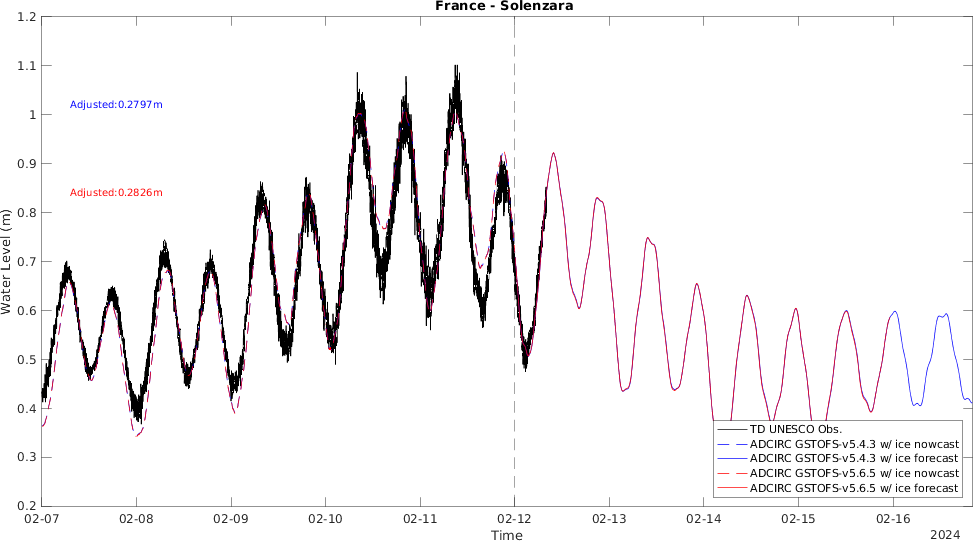 France - Solenzara
1.2
1.1
1
0.9
0.8
0.7
0.6
0.5
0.4
0.3
0.2
Water Level (m)
Adjusted:0.2797m
Adjusted:0.2826m
TD UNESCO Obs.
ADCIRC GSTOFS-v5.4.3 w/ ice nowcast
ADCIRC GSTOFS-v5.4.3 w/ ice forecast
ADCIRC GSTOFS-v5.6.5 w/ ice nowcast
ADCIRC GSTOFS-v5.6.5 w/ ice forecast
02-07 02-08 02-09 02-10 02-11 02-12 02-13 02-14 02-15 02-16
Time
2024